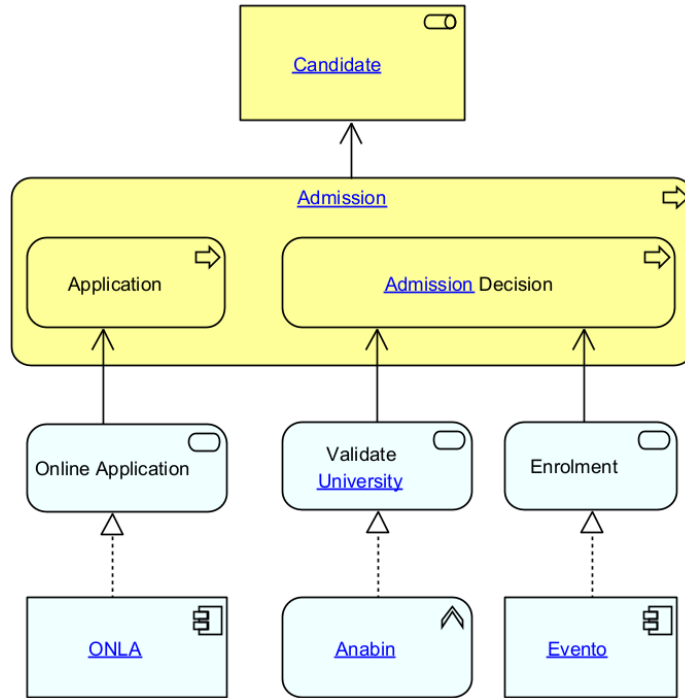 Candidate
Admission
Application
Admission Decision
Online Application
Validate
University
Enrolment
ONLA
Anabin
Evento